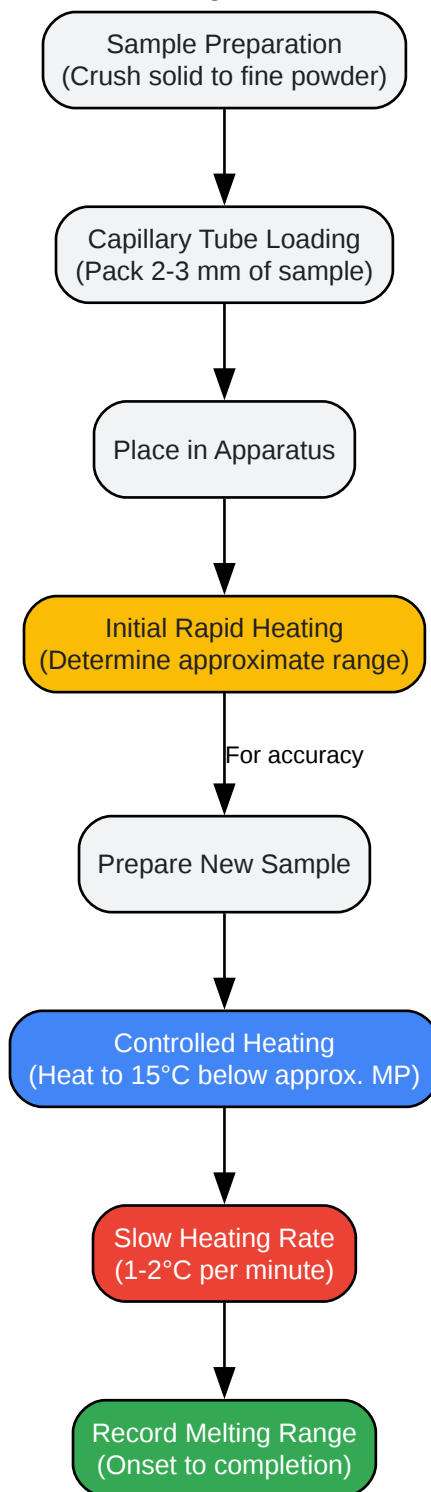 Sample Preparation
(Crush solid to fine powder)
Capillary Tube Loading
(Pack 2-3 mm of sample)
Place in Apparatus
Initial Rapid Heating
(Determine approximate range)
For accuracy
Prepare New Sample
Controlled Heating
(Heat to 15°C below approx. MP)
Slow Heating Rate
(1-2°C per minute)
Record Melting Range
(Onset to completion)